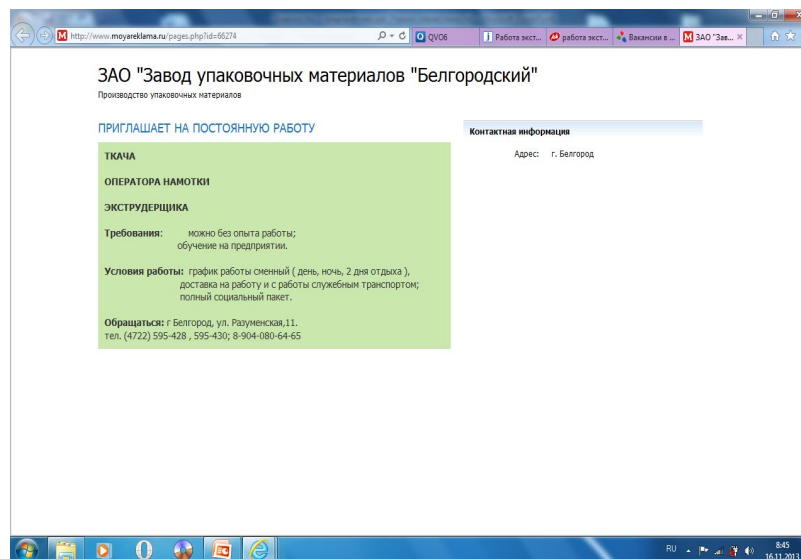 http://www.moyareklama.ru/pages.php?id=66274
QVO6
Работа экст...
работа экст...
Вакансии в ...
ЗАО "Зав...
ЗАО "Завод упаковочных материалов "Белгородский"
Производство упаковочных материалов
ПРИГЛАШАЕТ НА ПОСТОЯННУЮ РАБОТУ
ТКАЧА
ОПЕРАТОРА НАМОТКИ
ЭКСТРУДЕРЩИКА
Требования: можно без опыта работы;
обучение на предприятии.
Условия работы: график работы сменный ( день, ночь, 2 дня отдыха ),
доставка на работу и с работы служебным транспортом;
полный социальный пакет.
Обращаться: г Белгород, ул. Разуменская,11.
тел. (4722) 595-428 , 595-430; 8-904-080-64-65
Контактная информация
Адрес: г. Белгород
RU
8:45
16.11.2013